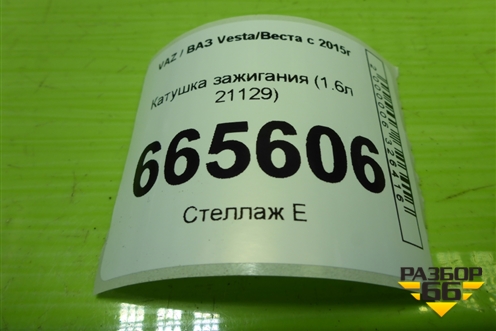 VAZ / ВАЗ Vesta/Веста с 2015г
Катушка зажигания (1.6л
21129)
665606
Стеллаж Е
РАЗБОР
66